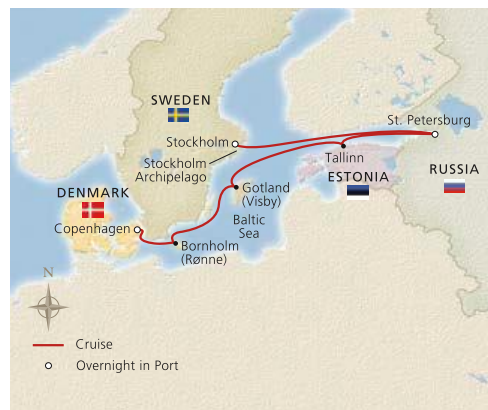 SWEDEN
St. Petersburg
Stockholm
Stockholm
Archipelago
Tallinn
ESTONIA
RUSSIA
DENMARK
Gotland
(Visby)
Copenhagen
Baltic
Sea
Bornholm
(Rønne)
N
Cruise
Overnight in Port